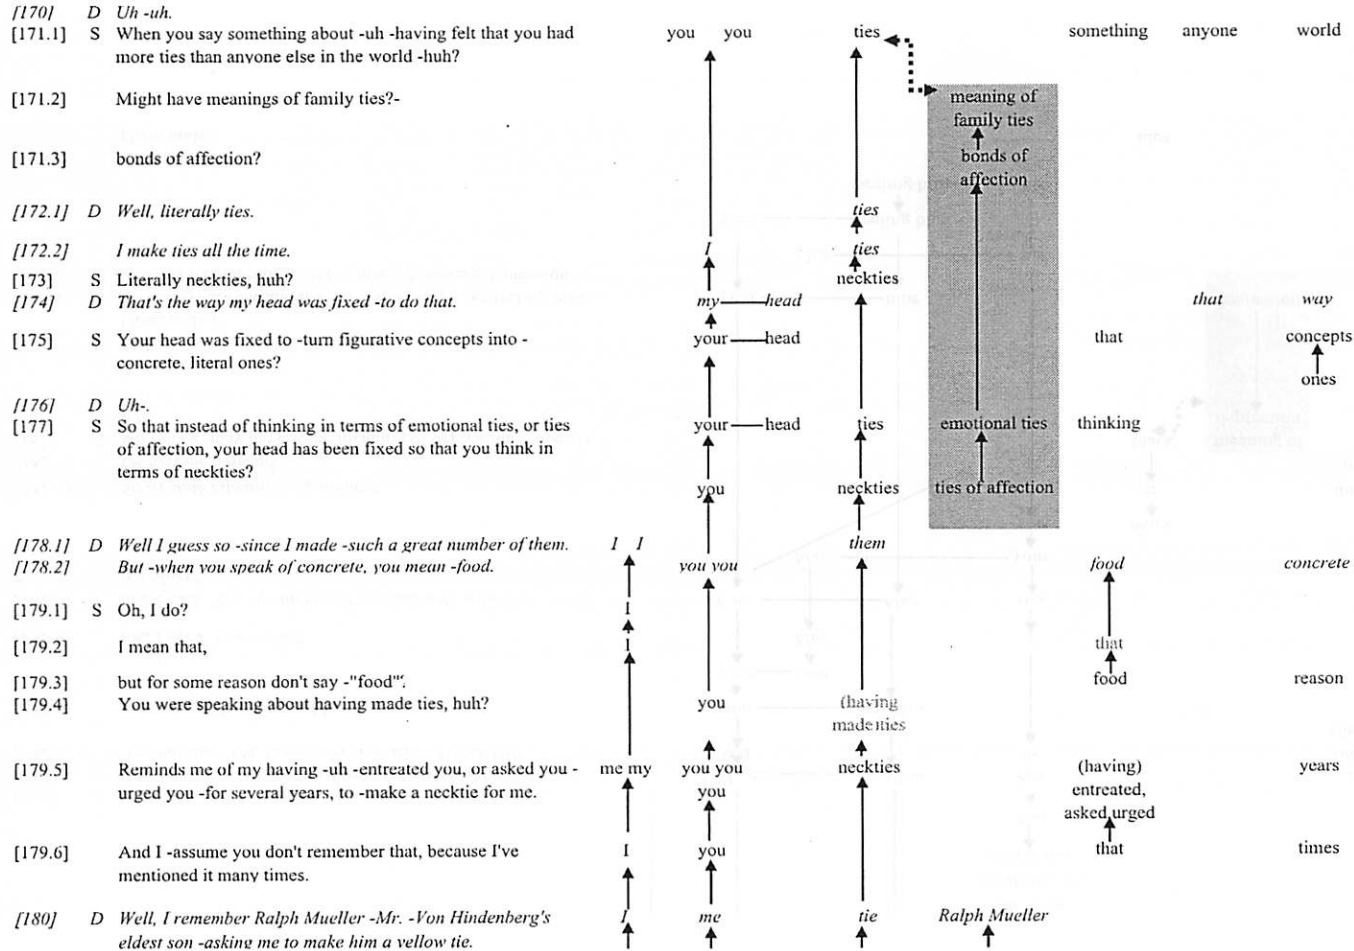 [170] D Uh -uh.
[171.1] S When you say something about -uh -having felt that you had you you ties something anyone world
more ties than anyone else in the world -huh?
[171.2] Might have meanings of family ties?- meaning of
family ties
[171.3] bonds of affection? bonds of
affection
[172.1] D Well, literally ties. ties
[172.2] I make ties all the time. I ties
[173] S Literally neckties, huh? neckties
[174] D That's the way my head was fixed -to do that. my head that way
[175] S Your head was fixed to -turn figurative concepts into - your head that concepts
concrete, literal ones?
ones
[176] D Uh-.
[177] S So that instead of thinking in terms of emotional ties, or ties your head ties emotional ties thinking
of affection, your head has been fixed so that you think in
terms of neckties?
you neckties ties of affection
[178.1] D Well I guess so -since I made -such a great number of them. I I them
[178.2] But -when you speak of concrete, you mean -food. you you food concrete
[179.1] S Oh, I do? I
[179.2] I mean that, I that
[179.3] but for some reason don't say -"food". food reason
[179.4] You were speaking about having made ties, huh? you (having
made ties
[179.5] Reminds me of my having -uh -entreated you, or asked you - me my you you neckties (having) years
urged you -for several years, to -make a necktie for me. you entreated,
asked urged
[179.6] And I -assume you don't remember that, because I've I you that times
mentioned it many times.
[180] D Well, I remember Ralph Mueller -Mr. -Von Hindenberg's I me tie Ralph Mueller
eldest son -asking me to make him a yellow tie.